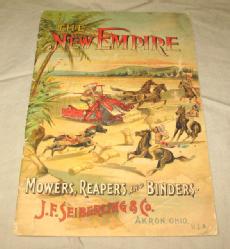 THE
NEW EMPIRE
MOWERS, REAPERS, AND BINDERS.
J.F. SEIBERLING & CO.
AKRON, OHIO,
U.S.A.